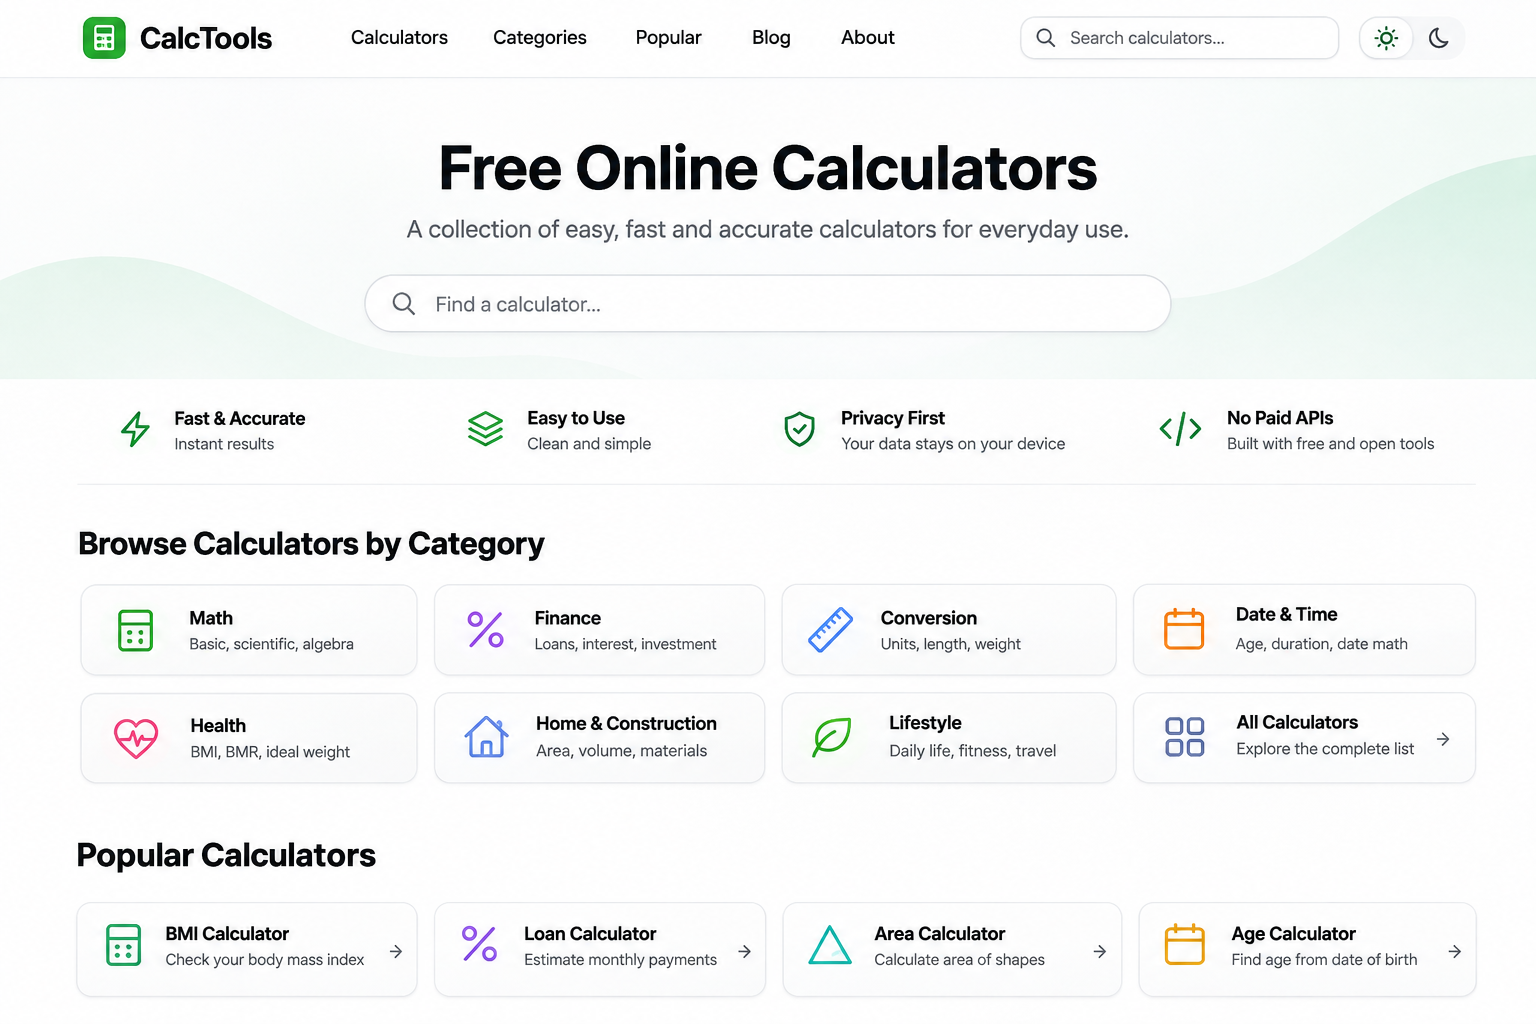 CalcTools
Calculators
Categories
Popular
Blog
About
Search calculators...
Free Online Calculators
A collection of easy, fast and accurate calculators for everyday use.
Find a calculator...
Fast & Accurate
Instant results
Easy to Use
Clean and simple
Privacy First
Your data stays on your device
No Paid APIs
Built with free and open tools
Browse Calculators by Category
Math
Basic, scientific, algebra
Finance
Loans, interest, investment
Conversion
Units, length, weight
Date & Time
Age, duration, date math
Health
BMI, BMR, ideal weight
Home & Construction
Area, volume, materials
Lifestyle
Daily life, fitness, travel
All Calculators
Explore the complete list
Popular Calculators
BMI Calculator
Check your body mass index
Loan Calculator
Estimate monthly payments
Area Calculator
Calculate area of shapes
Age Calculator
Find age from date of birth